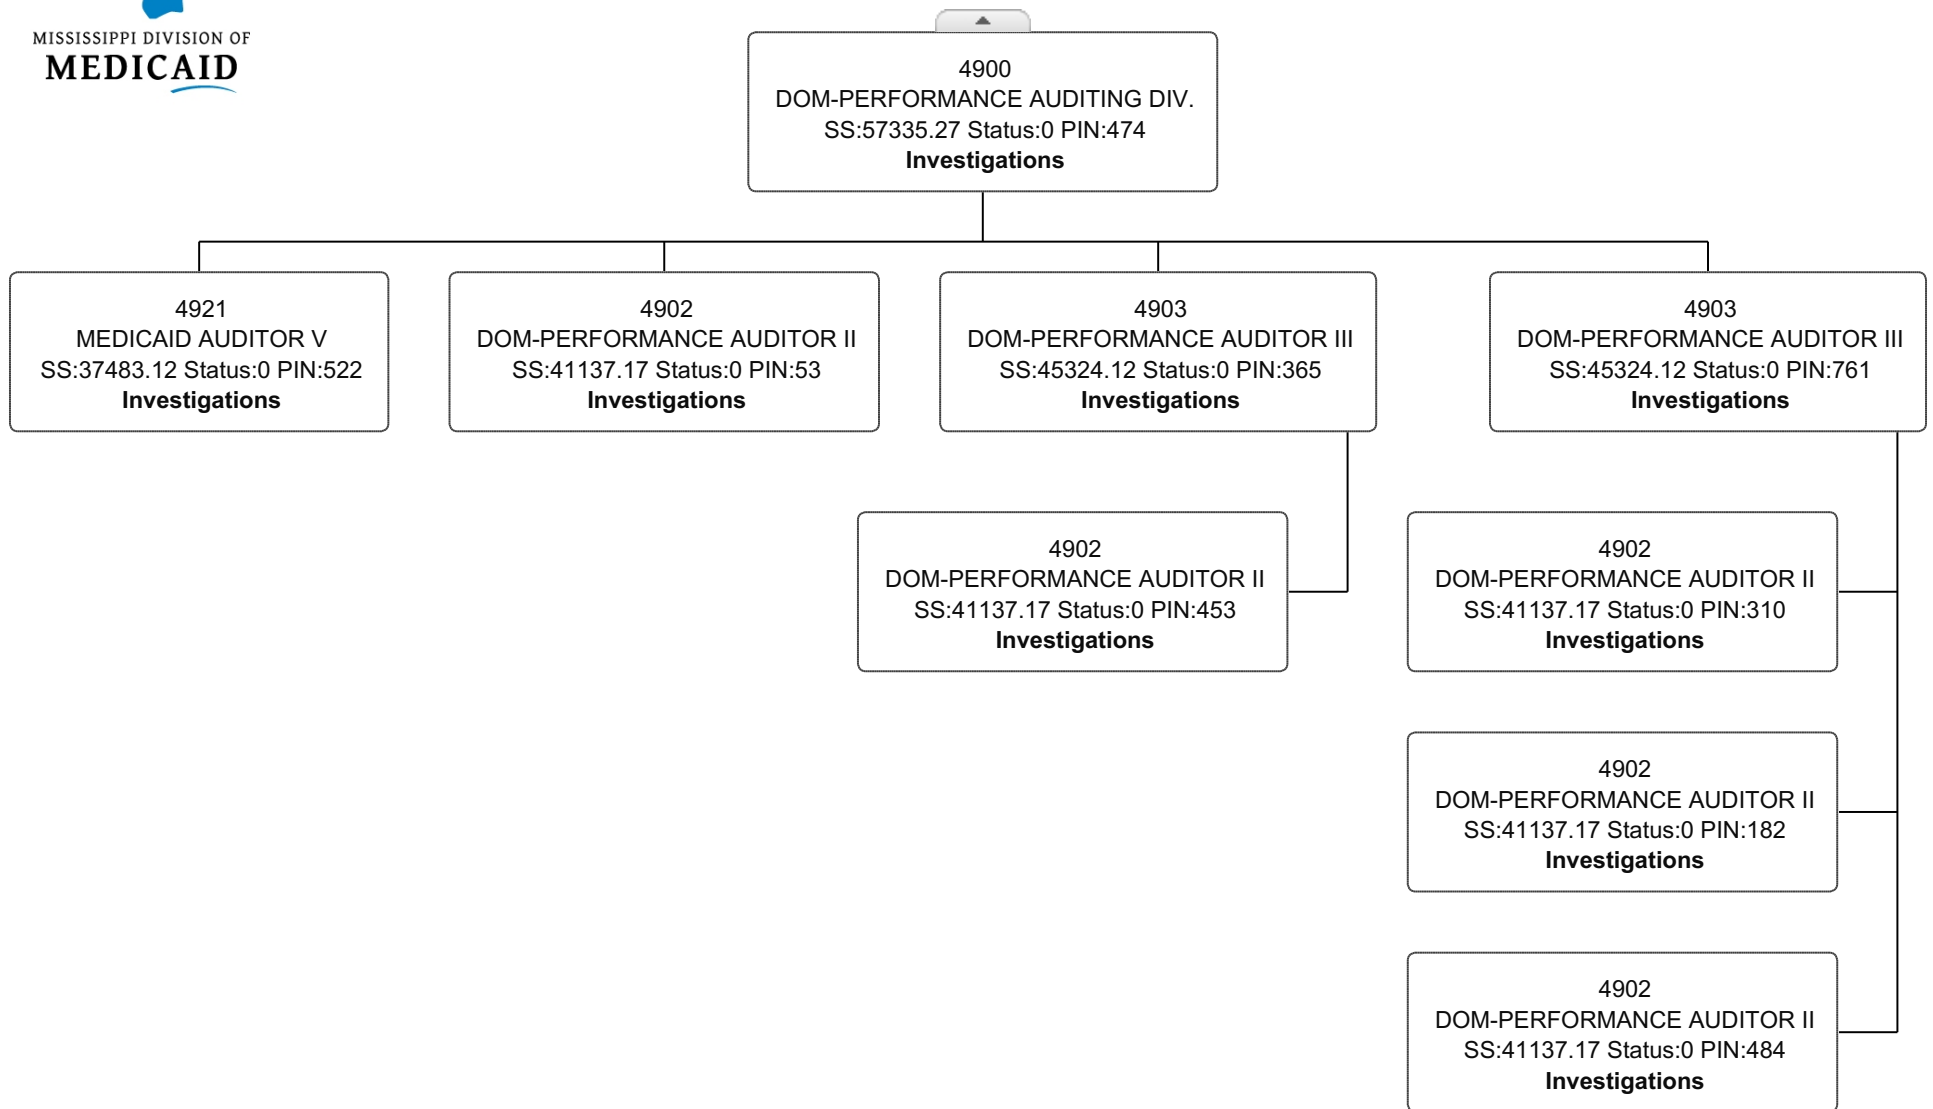 MISSISSIPPI DIVISION OF
MEDICAID
4900
DOM-PERFORMANCE AUDITING DIV.
SS:57335.27 Status:0 PIN:474
Investigations
4921
MEDICAID AUDITOR V
SS:37483.12 Status:0 PIN:522
Investigations
4902
DOM-PERFORMANCE AUDITOR II
SS:41137.17 Status:0 PIN:53
Investigations
4903
DOM-PERFORMANCE AUDITOR III
SS:45324.12 Status:0 PIN:365
Investigations
4903
DOM-PERFORMANCE AUDITOR III
SS:45324.12 Status:0 PIN:761
Investigations
4902
DOM-PERFORMANCE AUDITOR II
SS:41137.17 Status:0 PIN:453
Investigations
4902
DOM-PERFORMANCE AUDITOR II
SS:41137.17 Status:0 PIN:310
Investigations
4902
DOM-PERFORMANCE AUDITOR II
SS:41137.17 Status:0 PIN:182
Investigations
4902
DOM-PERFORMANCE AUDITOR II
SS:41137.17 Status:0 PIN:484
Investigations